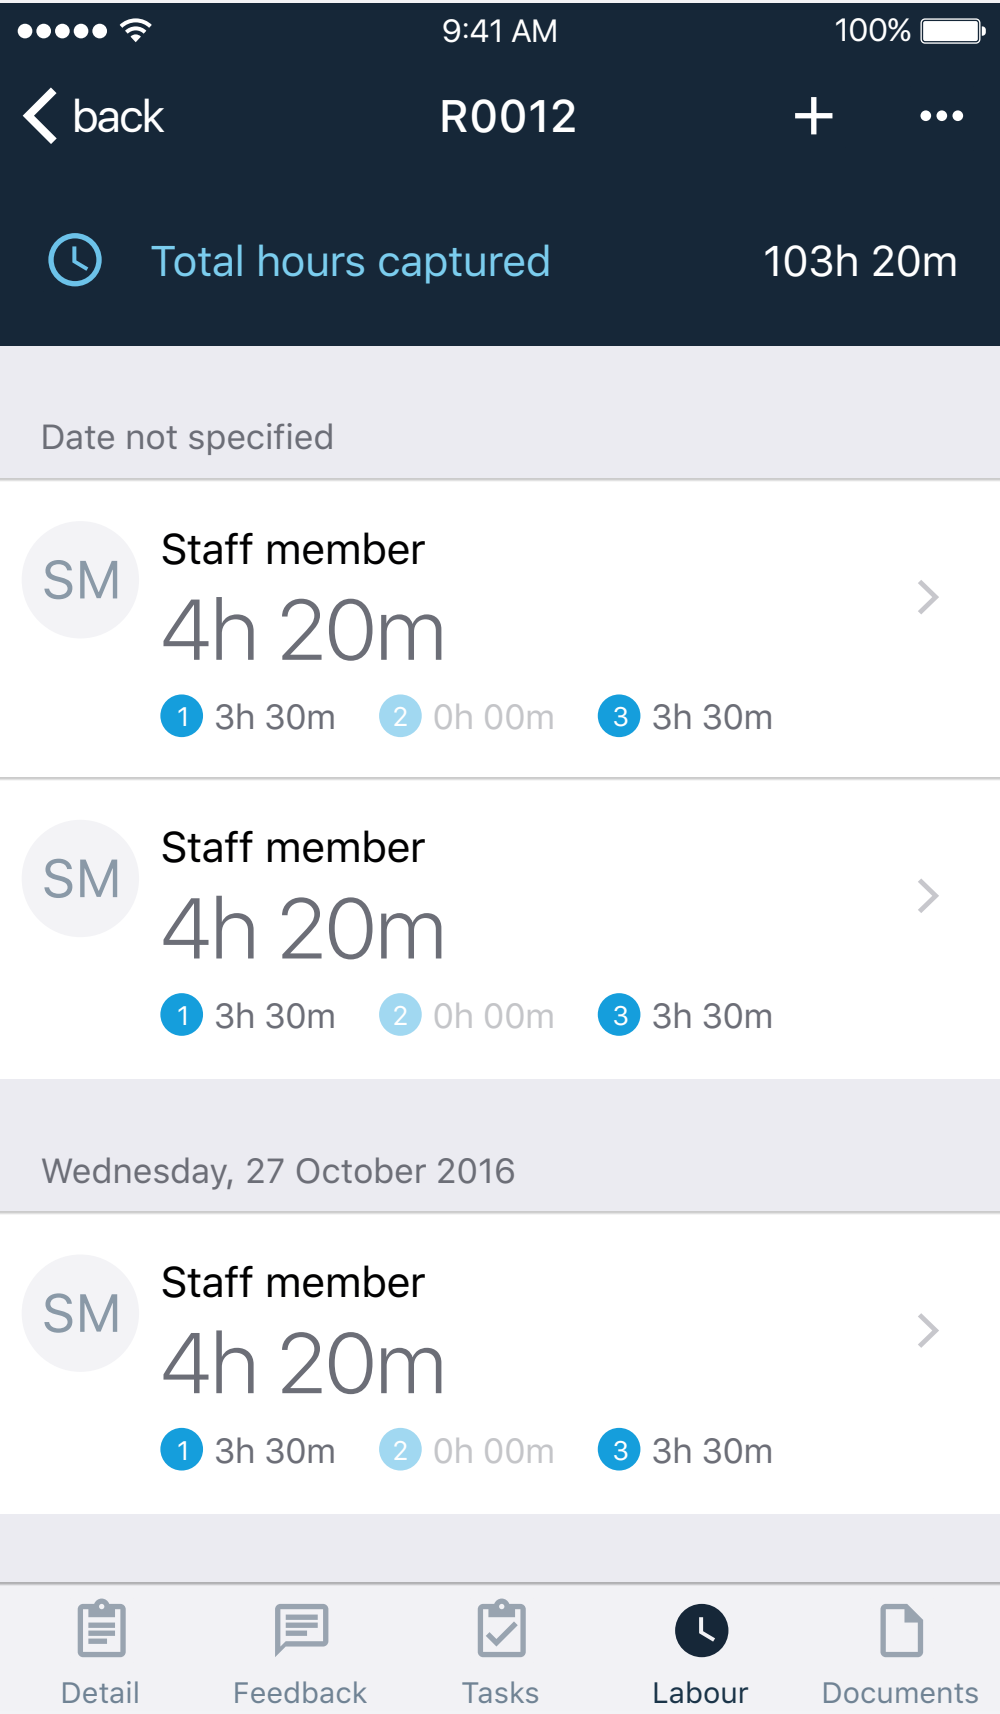 9:41 AM 100%
back R0012
Total hours captured 103h 20m
Date not specified
SM Staff member
4h 20m
1 3h 30m 2 0h 00m 3 3h 30m
SM Staff member
4h 20m
1 3h 30m 2 0h 00m 3 3h 30m
Wednesday, 27 October 2016
SM Staff member
4h 20m
1 3h 30m 2 0h 00m 3 3h 30m
Detail Feedback Tasks Labour Documents